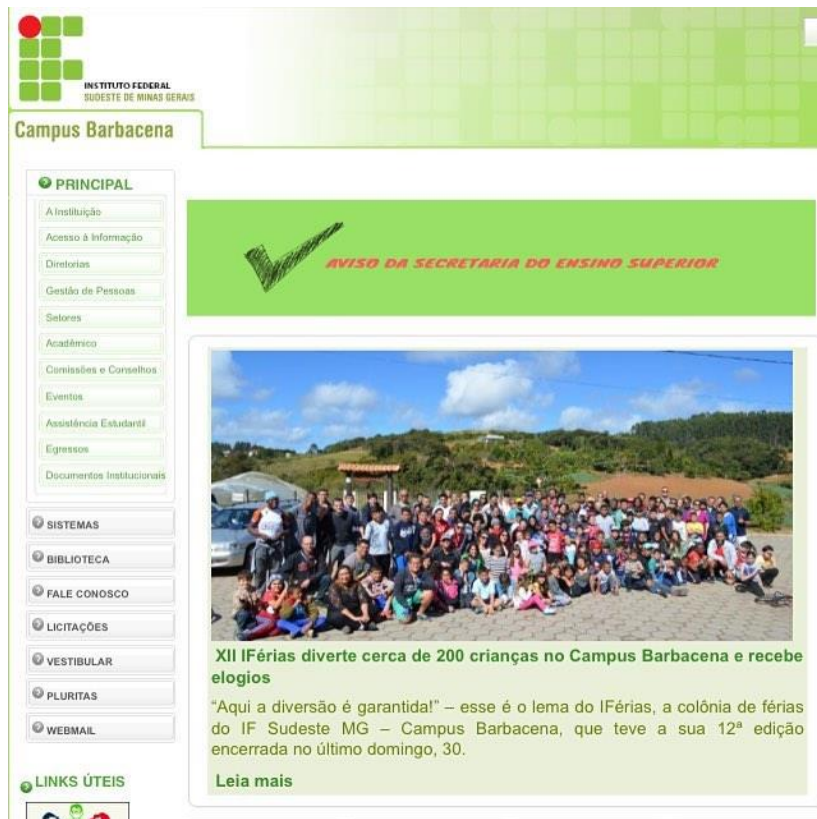 INSTITUTO FEDERAL
SUDESTE DE MINAS GERAIS
Campus Barbacena
PRINCIPAL
A Instituição
Acesso à Informação
Diretorias
Gestão de Pessoas
Setores
Acadêmico
Comissões e Conselhos
Eventos
Assistência Estudantil
Egressos
Documentos Institucionais
SISTEMAS
BIBLIOTECA
FALE CONOSCO
LICITAÇÕES
VESTIBULAR
PLURITAS
WEBMAIL
LINKS ÚTEIS
AVISO DA SECRETARIA DO ENSINO SUPERIOR
XII IFérias diverte cerca de 200 crianças no Campus Barbacena e recebe
elogios
“Aqui a diversão é garantida!” – esse é o lema do IFérias, a colônia de férias
do IF Sudeste MG – Campus Barbacena, que teve a sua 12ª edição
encerrada no último domingo, 30.
Leia mais